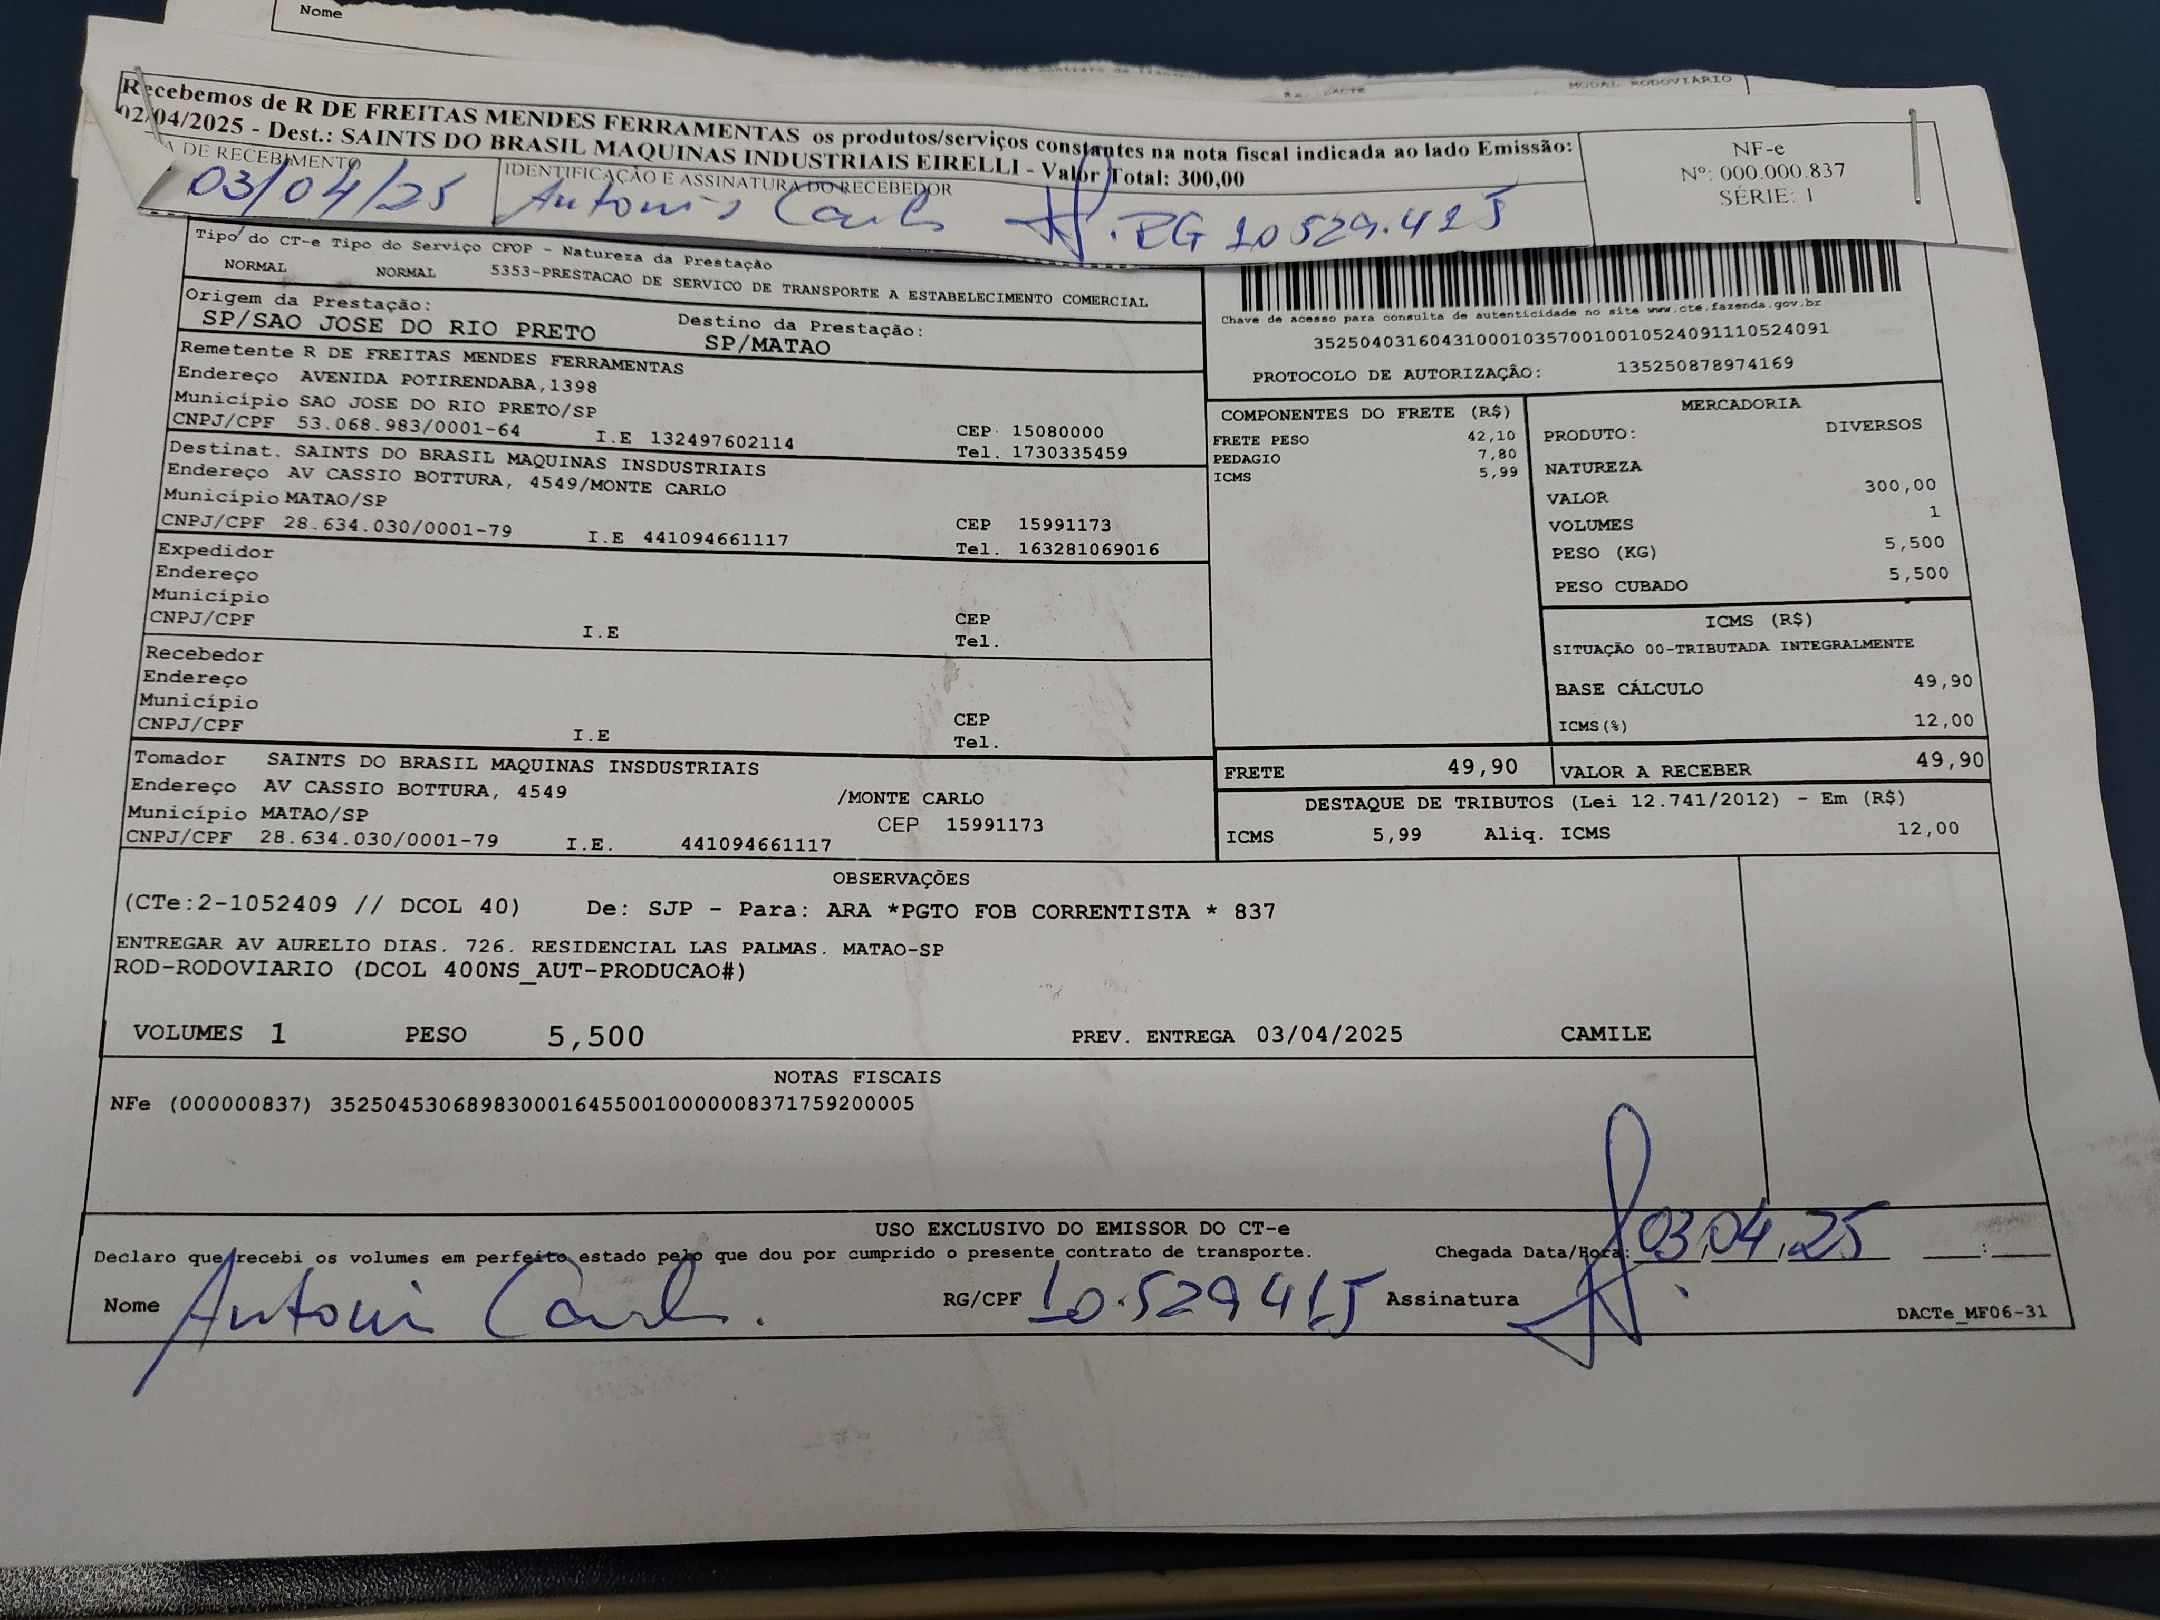 Nome
MODAL RODOVIÁRIO
Recebemos de R DE FREITAS MENDES FERRAMENTAS os produtos/serviços constantes na nota fiscal indicada ao lado Emissão:
02/04/2025 - Dest.: SAINTS DO BRASIL MAQUINAS INDUSTRIAIS EIRELLI - Valor Total: 300,00
A DE RECEBIMENTO
IDENTIFICAÇÃO E ASSINATURA DO RECEBEDOR
03/04/25 Antonio Carlo RG 10 529.415
NF-e
Nº: 000.000.837
SÉRIE: 1
Tipo do CT-e Tipo do Serviço CFOP - Natureza da Prestação
NORMAL NORMAL 5353-PRESTACAO DE SERVICO DE TRANSPORTE A ESTABELECIMENTO COMERCIAL
Origem da Prestação: Destino da Prestação:
SP/SAO JOSE DO RIO PRETO SP/MATAO
Chave de acesso para consulta de autenticidade no site www.cte.fazenda.gov.br
35250403160431000103570010010524091110524091
PROTOCOLO DE AUTORIZAÇÃO: 135250878974169
Remetente R DE FREITAS MENDES FERRAMENTAS
Endereço AVENIDA POTIRENDABA,1398
Município SAO JOSE DO RIO PRETO/SP
CNPJ/CPF 53.068.983/0001-64 I.E 132497602114
CEP 15080000
Tel. 1730335459
Destinat. SAINTS DO BRASIL MAQUINAS INSDUSTRIAIS
Endereço AV CASSIO BOTTURA, 4549/MONTE CARLO
Município MATAO/SP
CNPJ/CPF 28.634.030/0001-79 I.E 441094661117
CEP 15991173
Tel. 163281069016
Expedidor
Endereço
Município
CNPJ/CPF I.E
CEP
Tel.
Recebedor
Endereço
Município
CNPJ/CPF I.E
CEP
Tel.
Tomador SAINTS DO BRASIL MAQUINAS INSDUSTRIAIS
Endereço AV CASSIO BOTTURA, 4549 /MONTE CARLO
Município MATAO/SP CEP 15991173
CNPJ/CPF 28.634.030/0001-79 I.E. 441094661117
COMPONENTES DO FRETE (R$)
FRETE PESO 42,10
PEDAGIO 7,80
ICMS 5,99
MERCADORIA
PRODUTO: DIVERSOS
NATUREZA
VALOR 300,00
VOLUMES 1
PESO (KG) 5,500
PESO CUBADO 5,500
ICMS (R$)
SITUAÇÃO 00-TRIBUTADA INTEGRALMENTE
BASE CÁLCULO 49,90
ICMS(%) 12,00
FRETE 49,90 VALOR A RECEBER 49,90
DESTAQUE DE TRIBUTOS (Lei 12.741/2012) - Em (R$)
ICMS 5,99 Aliq. ICMS 12,00
OBSERVAÇÕES
(CTe:2-1052409 // DCOL 40) De: SJP - Para: ARA *PGTO FOB CORRENTISTA * 837
ENTREGAR AV AURELIO DIAS. 726. RESIDENCIAL LAS PALMAS. MATAO-SP
ROD-RODOVIARIO (DCOL 400NS_AUT-PRODUCAO#)
VOLUMES 1 PESO 5,500 PREV. ENTREGA 03/04/2025 CAMILE
NOTAS FISCAIS
NFe (000000837) 35250453068983000164550010000008371759200005
USO EXCLUSIVO DO EMISSOR DO CT-e
Declaro que recebi os volumes em perfeito estado pelo que dou por cumprido o presente contrato de transporte. Chegada Data/Hora: 03/04/25 __:__
Nome Antoni Carlo. RG/CPF 10.529415 Assinatura
DACTe_MF06-31